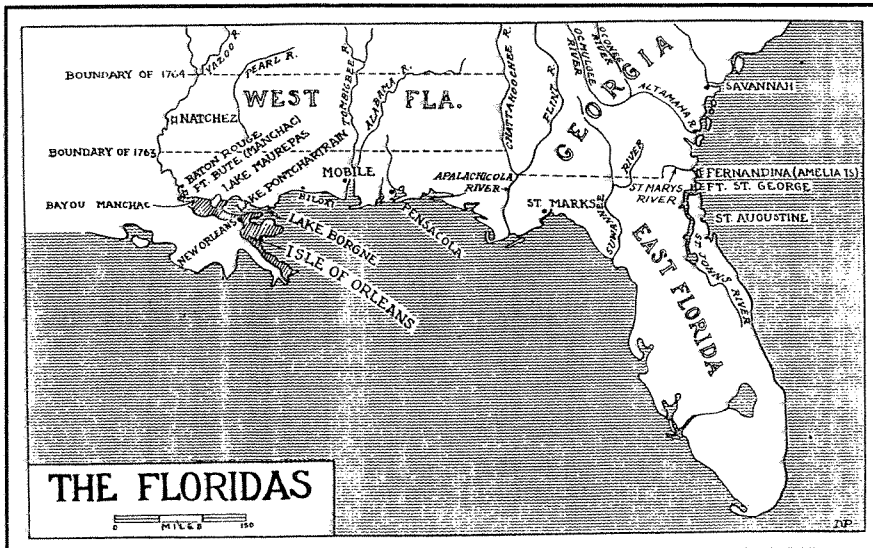 BOUNDARY OF 1764
YAZOO R.
PEARL R.
WEST
FLA.
TOMBIGBEE R.
ALABAMA R.
CHATTAHOOCHEE R.
FLINT R.
OCMULGEE
RIVER
OCONEE
RIVER
GEORGIA
ALTAMAHA R.
SAVANNAH
NATCHEZ
BOUNDARY OF 1763
BATON ROUGE
FT. BUTE (MANCHAC)
LAKE MAUREPAS
LAKE PONTCHARTRAIN
MOBILE
APALACHICOLA
RIVER
RIVER
ST. MARYS
RIVER
FERNANDINA (AMELIA IS)
FT. ST. GEORGE
BAYOU MANCHAC
BILOXI
PENSACOLA
ST. MARKS
SUWANNEE
ST. AUGUSTINE
NEW ORLEANS
LAKE BORGNE
ISLE OF ORLEANS
EAST FLORIDA
ST. JOHNS RIVER
THE FLORIDAS
0 MILES 150